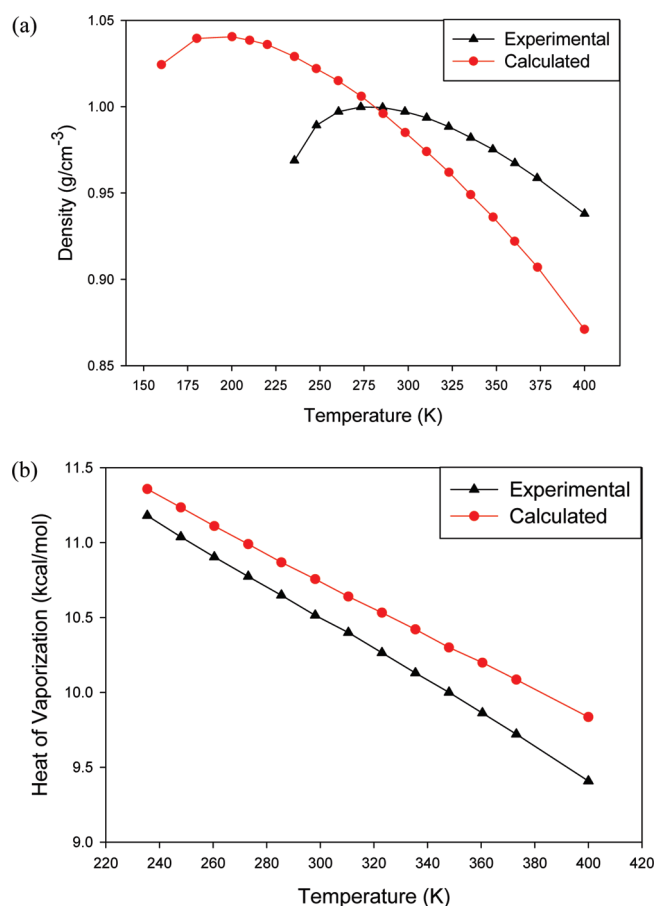 (a)
1.05
1.00
0.95
0.90
0.85
Density (g/cm⁻³)
Experimental
Calculated
150 175 200 225 250 275 300 325 350 375 400
Temperature (K)
(b)
11.5
11.0
10.5
10.0
9.5
9.0
Heat of Vaporization (kcal/mol)
Experimental
Calculated
220 240 260 280 300 320 340 360 380 400 420
Temperature (K)